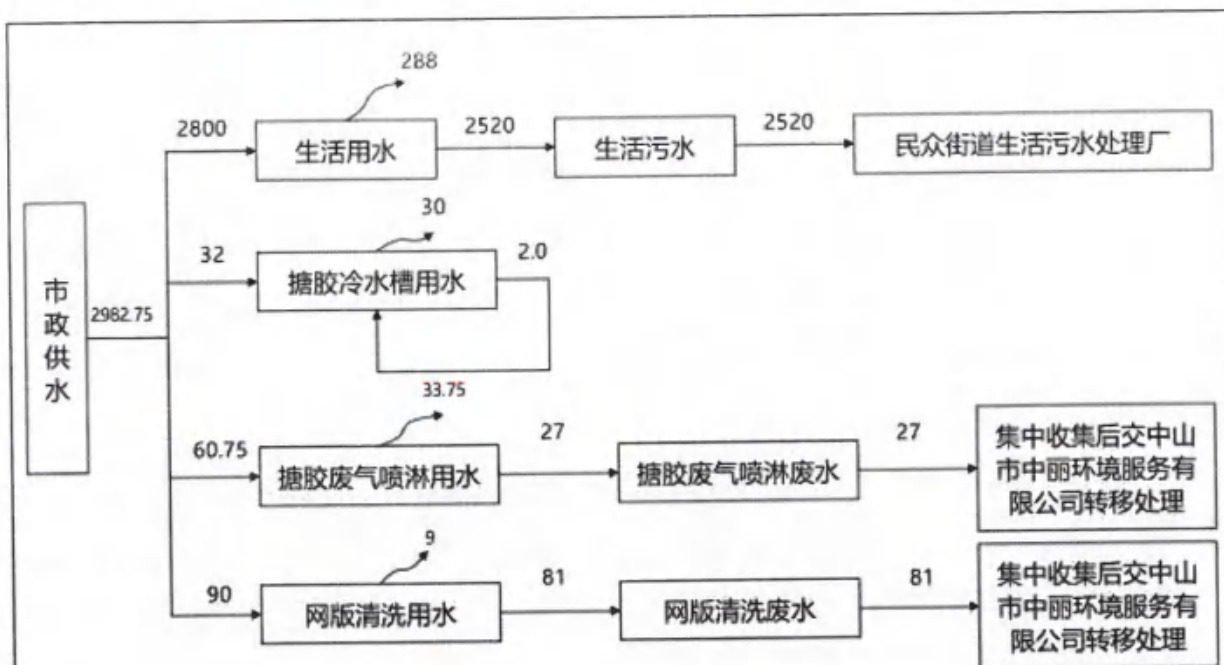 288
2800
生活用水
2520
生活污水
2520
民众街道生活污水处理厂
30
32
搪胶冷水槽用水
2.0
市
政
供
水
2982.75
33.75
60.75
搪胶废气喷淋用水
27
搪胶废气喷淋废水
27
集中收集后交中山
市中丽环境服务有
限公司转移处理
9
90
网版清洗用水
81
网版清洗废水
81
集中收集后交中山
市中丽环境服务有
限公司转移处理